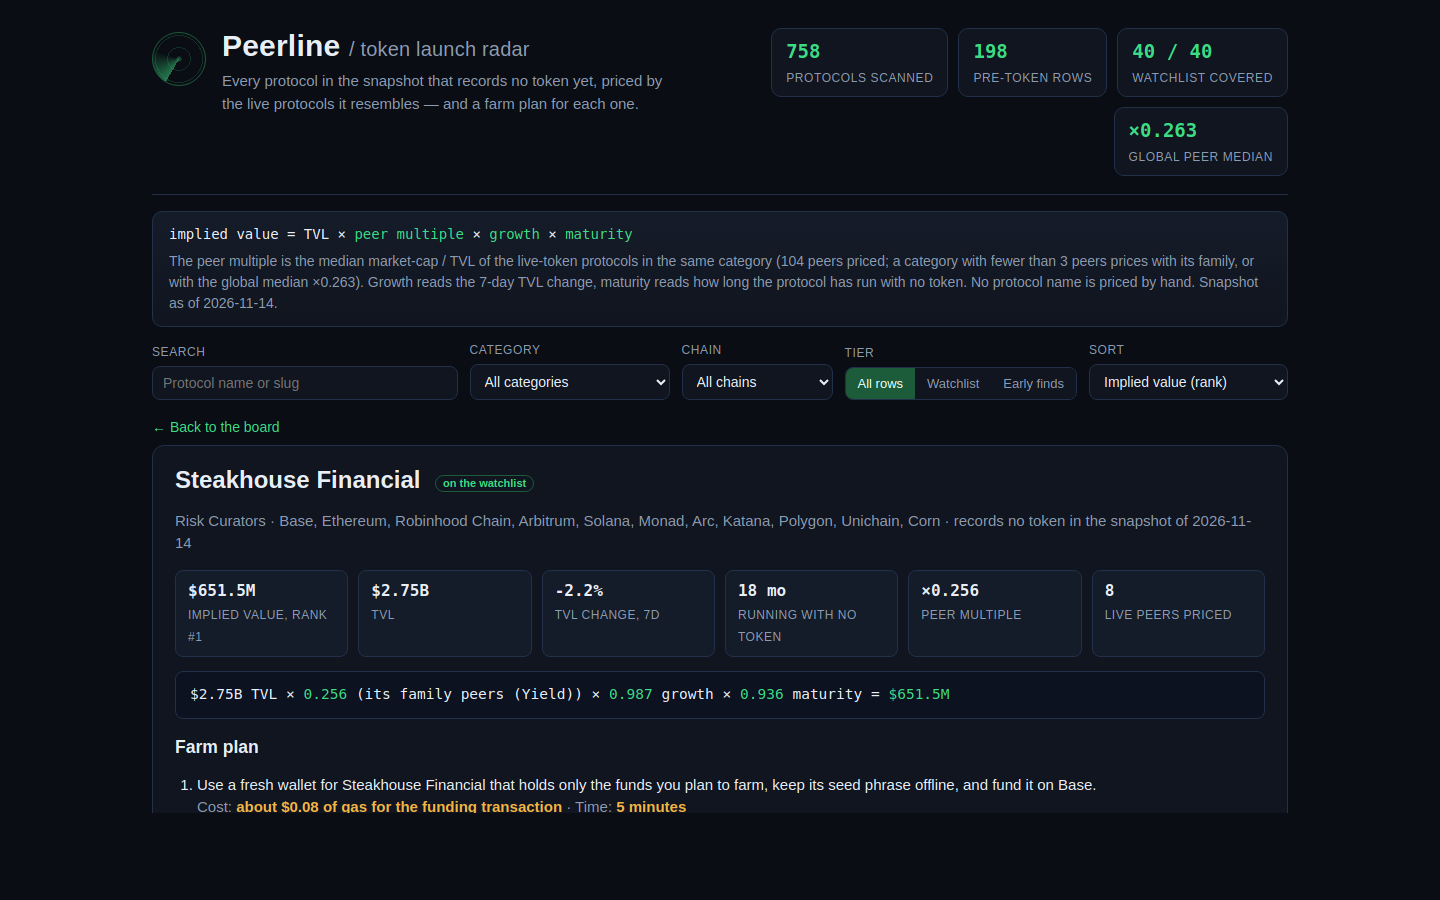 Peerline / token launch radar
Every protocol in the snapshot that records no token yet, priced by
the live protocols it resembles — and a farm plan for each one.
758
PROTOCOLS SCANNED
198
PRE-TOKEN ROWS
40 / 40
WATCHLIST COVERED
×0.263
GLOBAL PEER MEDIAN
implied value = TVL × peer multiple × growth × maturity
The peer multiple is the median market-cap / TVL of the live-token protocols in the same category (104 peers priced; a category with fewer than 3 peers prices with its family, or
with the global median ×0.263). Growth reads the 7-day TVL change, maturity reads how long the protocol has run with no token. No protocol name is priced by hand. Snapshot
as of 2026-11-14.
SEARCH
Protocol name or slug
CATEGORY
All categories
CHAIN
All chains
TIER
All rows Watchlist Early finds
SORT
Implied value (rank)
← Back to the board
Steakhouse Financial on the watchlist
Risk Curators · Base, Ethereum, Robinhood Chain, Arbitrum, Solana, Monad, Arc, Katana, Polygon, Unichain, Corn · records no token in the snapshot of 2026-11-
14
$651.5M
IMPLIED VALUE, RANK
#1
$2.75B
TVL
-2.2%
TVL CHANGE, 7D
18 mo
RUNNING WITH NO
TOKEN
×0.256
PEER MULTIPLE
8
LIVE PEERS PRICED
$2.75B TVL × 0.256 (its family peers (Yield)) × 0.987 growth × 0.936 maturity = $651.5M
Farm plan
1. Use a fresh wallet for Steakhouse Financial that holds only the funds you plan to farm, keep its seed phrase offline, and fund it on Base.
Cost: about $0.08 of gas for the funding transaction · Time: 5 minutes